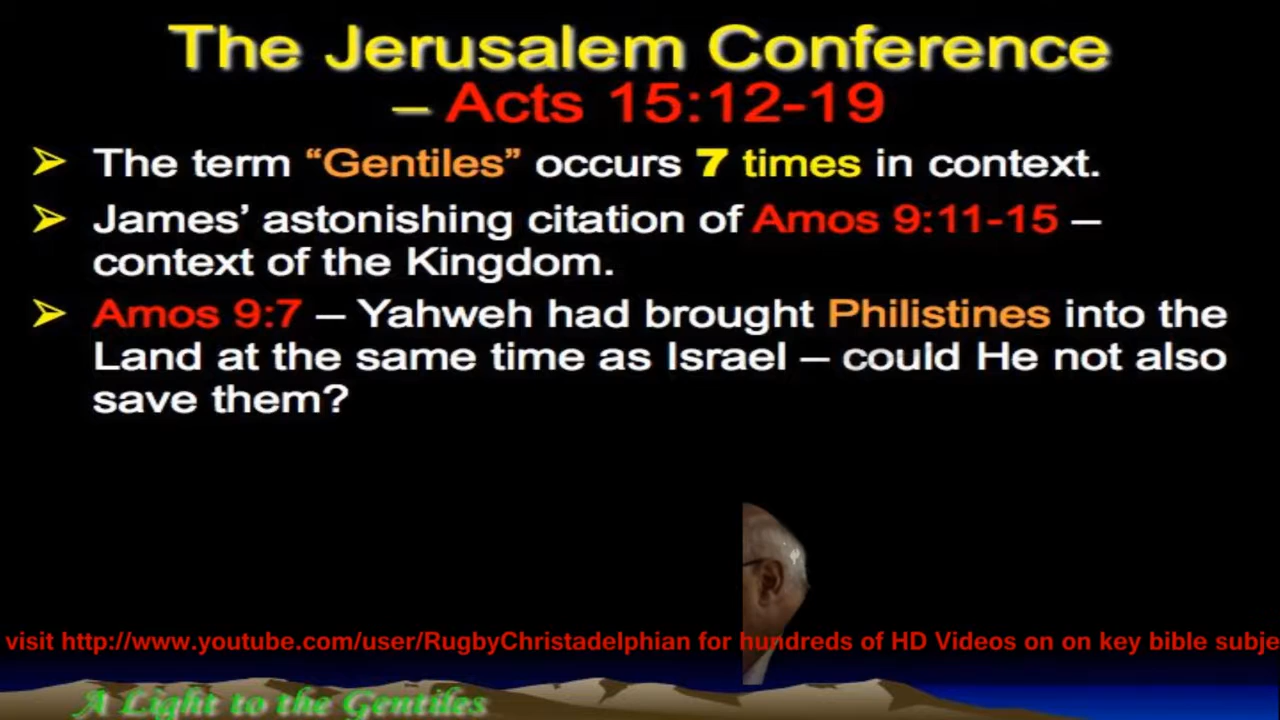 The Jerusalem Conference
– Acts 15:12-19
➢ The term “Gentiles” occurs 7 times in context.
➢ James’ astonishing citation of Amos 9:11-15 –
context of the Kingdom.
➢ Amos 9:7 – Yahweh had brought Philistines into the
Land at the same time as Israel – could He not also
save them?
visit http://www.youtube.com/user/RugbyChristadelphian for hundreds of HD Videos on on key bible subje
A Light to the Gentiles